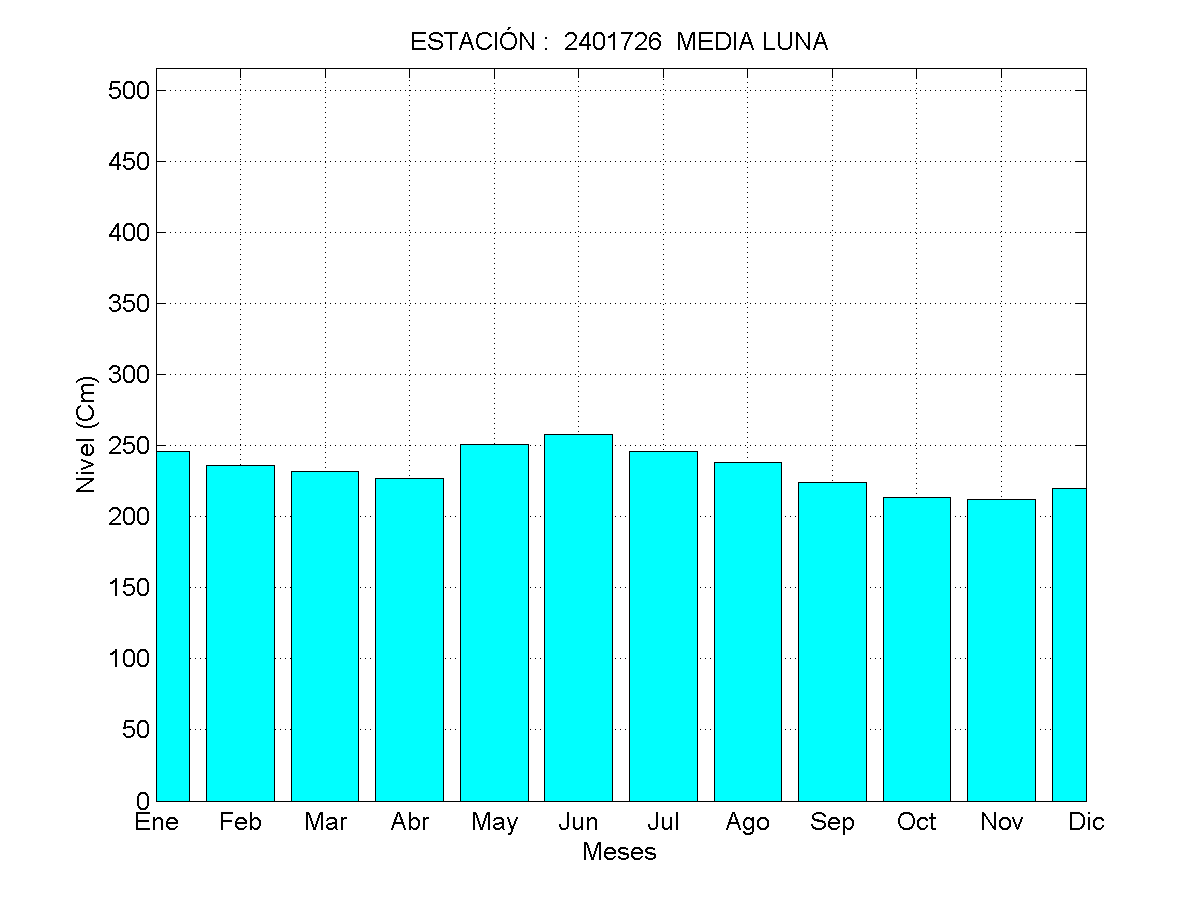 ESTACIÓN :  2401726  MEDIA LUNA
500
450
400
350
300
250
200
150
100
50
0
Nivel (Cm)
Ene Feb Mar Abr May Jun Jul Ago Sep Oct Nov Dic
Meses